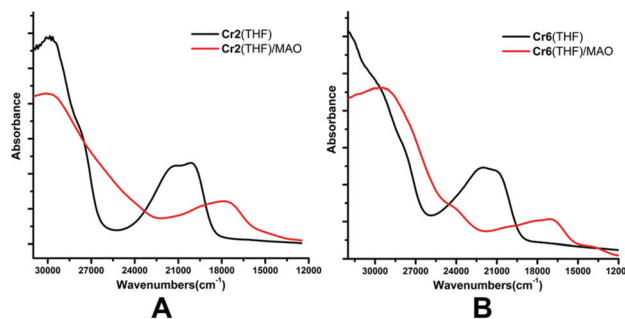 Cr2(THF)
Cr2(THF)/MAO
Absorbance
30000 27000 24000 21000 18000 15000 12000
Wavenumbers(cm⁻¹)
A
Cr6(THF)
Cr6(THF)/MAO
Absorbance
30000 27000 24000 21000 18000 15000 12000
Wavenumbers(cm⁻¹)
B